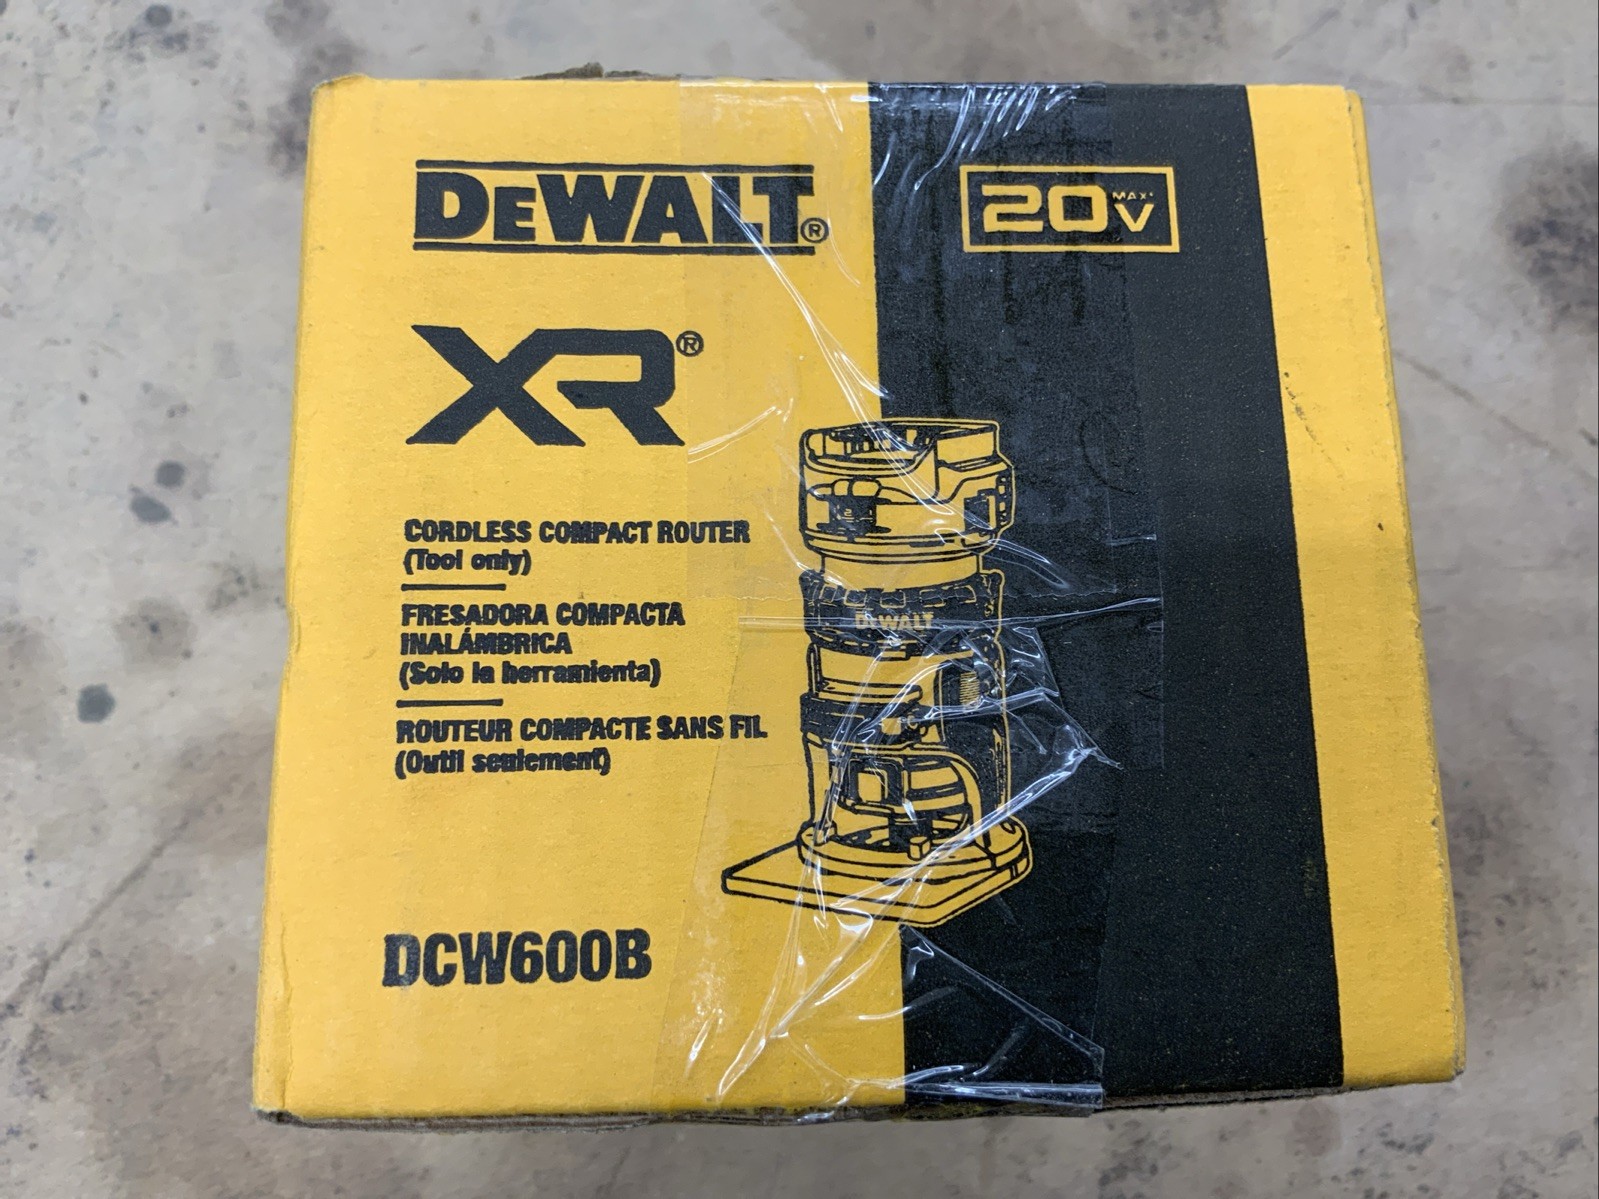 DEWALT®
20V MAX*
XR®
CORDLESS COMPACT ROUTER
(Tool only)
FRESADORA COMPACTA
INALÁMBRICA
(Solo la herramienta)
ROUTEUR COMPACTE SANS FIL
(Outil seulement)
DEWALT
DCW600B